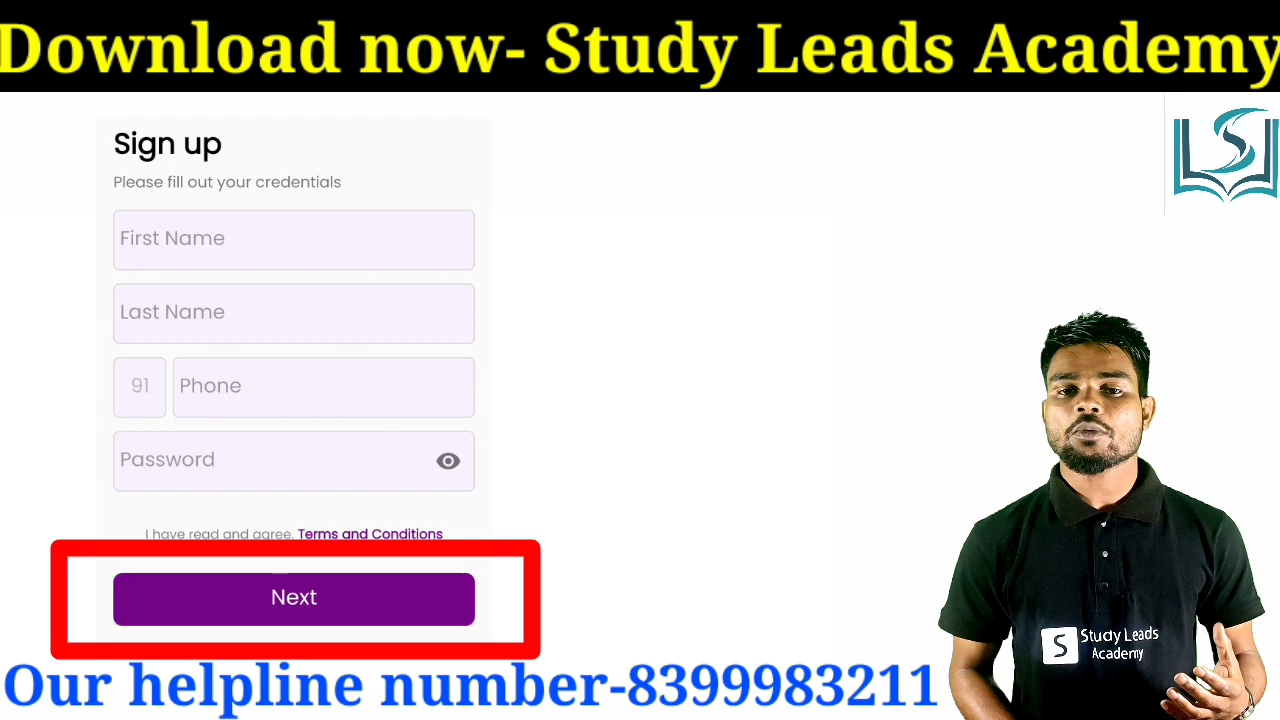 Download now- Study Leads Academy
Sign up
Please fill out your credentials
First Name
Last Name
91 Phone
Password
I have read and agree. Terms and Conditions
Next
Our helpline number-8399983211
S Study Leads
Academy